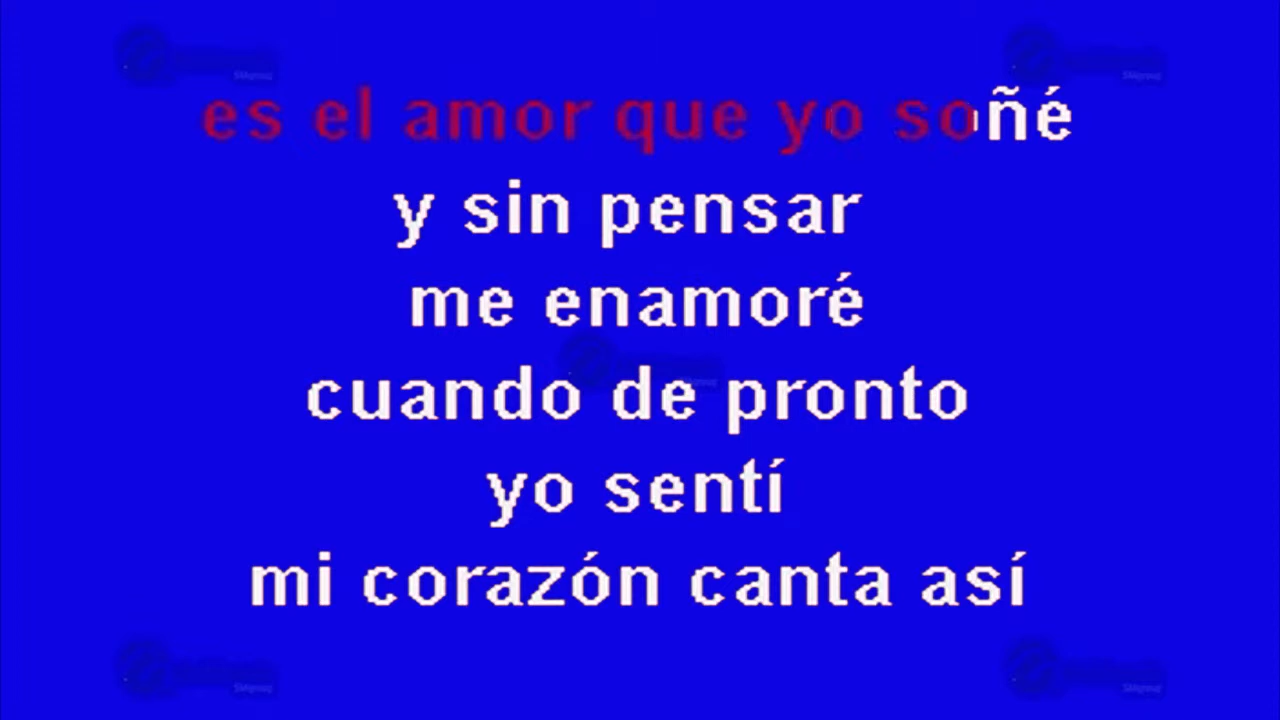 es el amor que yo soñé
y sin pensar
me enamoré
cuando de pronto
yo sentí
mi corazón canta así